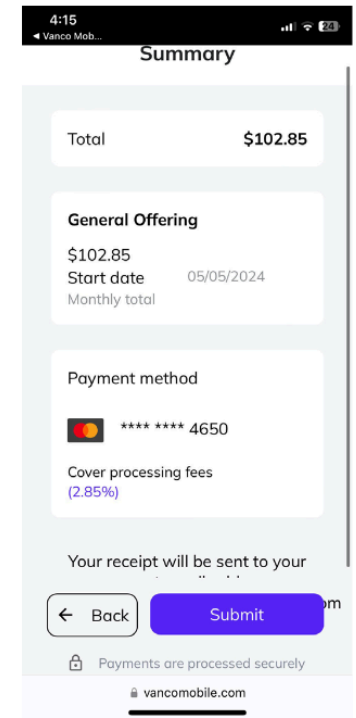 4:15
24
◀ Vanco Mob...
Summary
Total $102.85
General Offering
$102.85
Start date 05/05/2024
Monthly total
Payment method
**** **** 4650
Cover processing fees
(2.85%)
Your receipt will be sent to your
om
← Back
Submit
Payments are processed securely
vancomobile.com